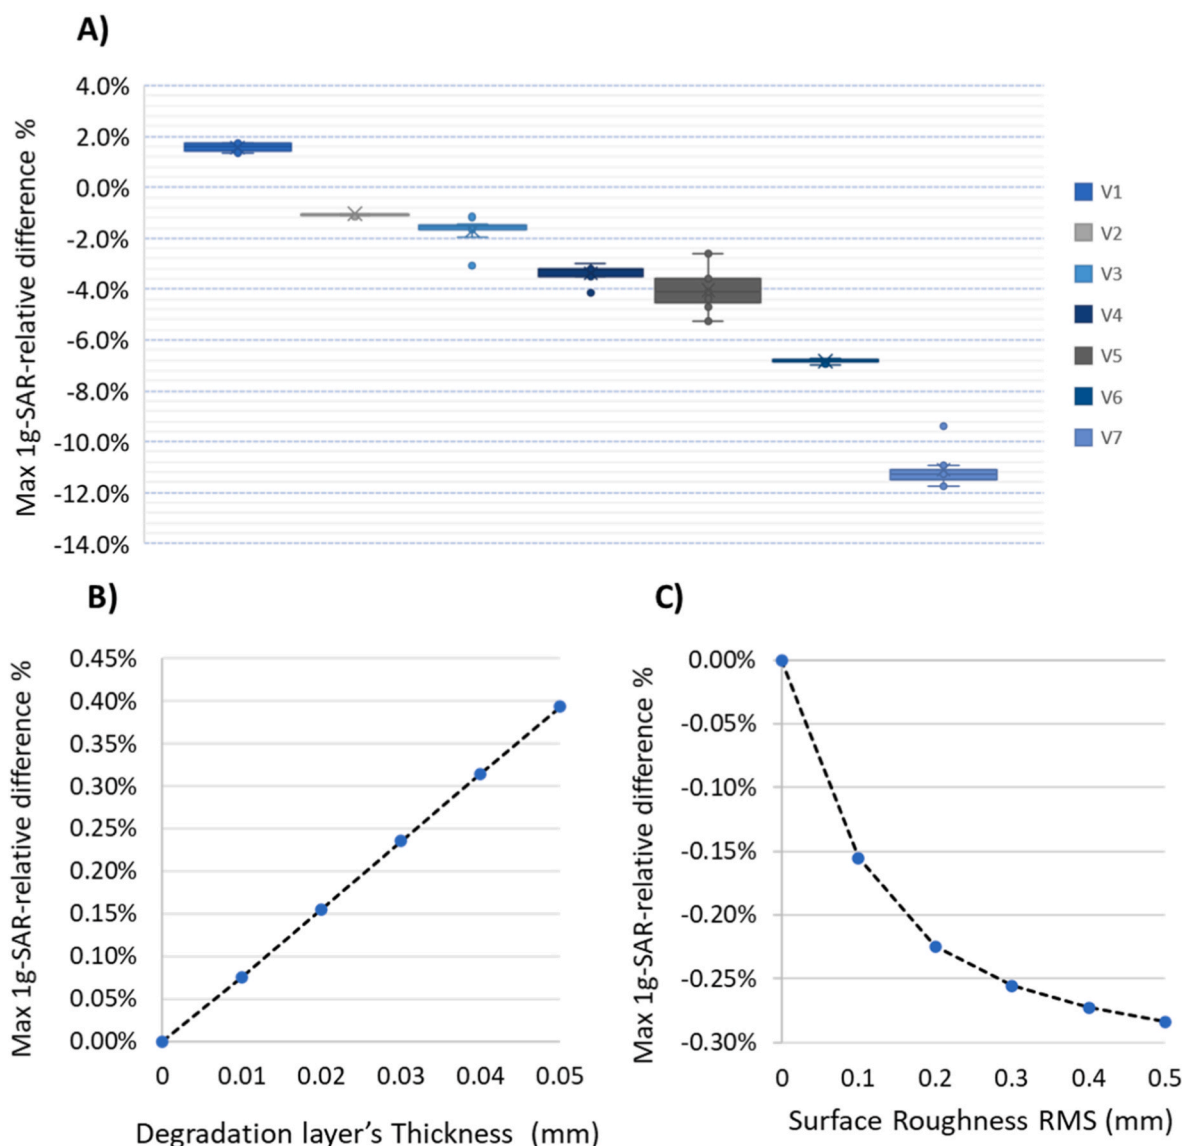 A)
Max 1g-SAR-relative difference %
4.0%
2.0%
0.0%
-2.0%
-4.0%
-6.0%
-8.0%
-10.0%
-12.0%
-14.0%
V1
V2
V3
V4
V5
V6
V7
B)
Max 1g-SAR-relative difference %
0.45%
0.40%
0.35%
0.30%
0.25%
0.20%
0.15%
0.10%
0.05%
0.00%
0 0.01 0.02 0.03 0.04 0.05
Degradation layer’s Thickness (mm)
C)
Max 1g-SAR-relative difference %
0.00%
-0.05%
-0.10%
-0.15%
-0.20%
-0.25%
-0.30%
0 0.1 0.2 0.3 0.4 0.5
Surface Roughness RMS (mm)